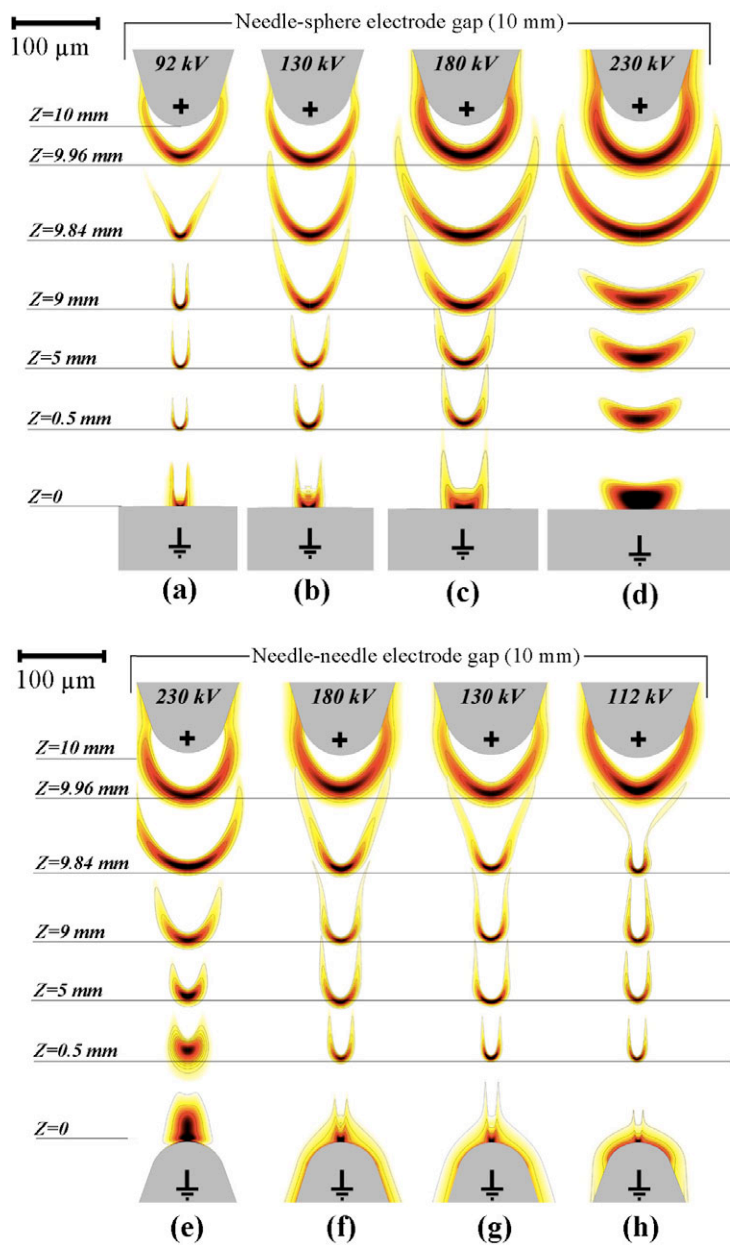 Needle-sphere electrode gap (10 mm)
100 µm
92 kV 130 kV 180 kV 230 kV
+ + + +
Z=10 mm
Z=9.96 mm
Z=9.84 mm
Z=9 mm
Z=5 mm
Z=0.5 mm
Z=0
(a) (b) (c) (d)
Needle-needle electrode gap (10 mm)
100 µm
230 kV 180 kV 130 kV 112 kV
+ + + +
Z=10 mm
Z=9.96 mm
Z=9.84 mm
Z=9 mm
Z=5 mm
Z=0.5 mm
Z=0
(e) (f) (g) (h)